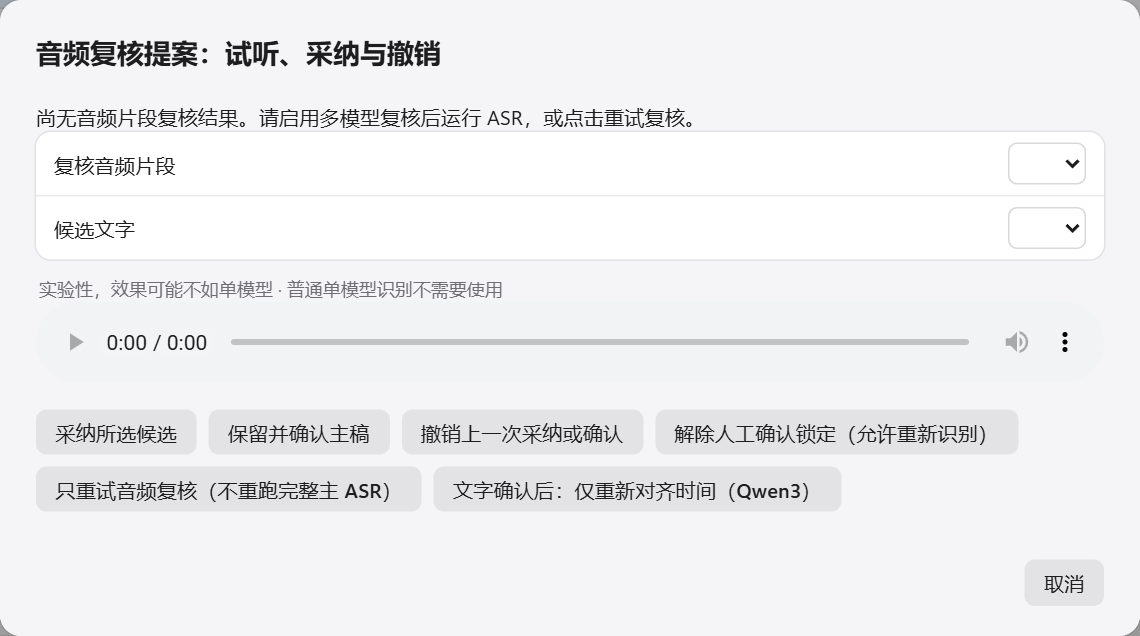 音频复核提案：试听、采纳与撤销
尚无音频片段复核结果。请启用多模型复核后运行 ASR，或点击重试复核。
复核音频片段
候选文字
实验性，效果可能不如单模型 · 普通单模型识别不需要使用
0:00 / 0:00
采纳所选候选 保留并确认主稿 撤销上一次采纳或确认 解除人工确认锁定（允许重新识别）
只重试音频复核（不重跑完整主 ASR） 文字确认后：仅重新对齐时间（Qwen3）
取消